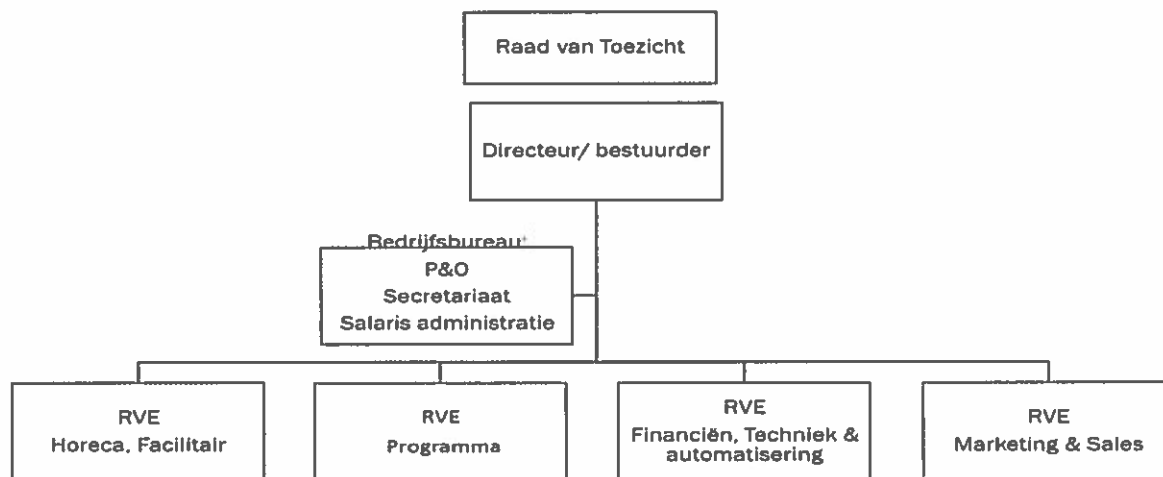 Raad van Toezicht
Directeur/ bestuurder
Bedrijfsbureau
P&O
Secretariaat
Salaris administratie
RVE
Horeca, Facilitair
RVE
Programma
RVE
Financiën, Techniek &
automatisering
RVE
Marketing & Sales